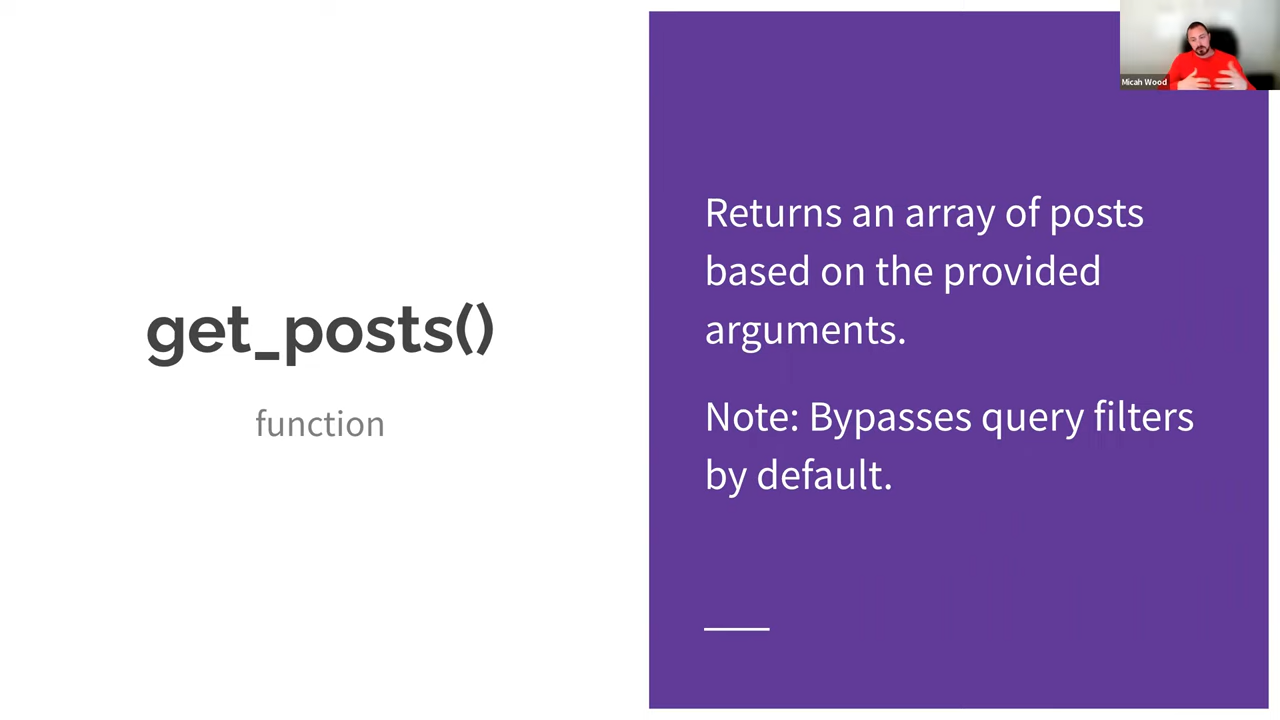 get_posts()
function
Returns an array of posts
based on the provided
arguments.
Note: Bypasses query filters
by default.
Micah Wood